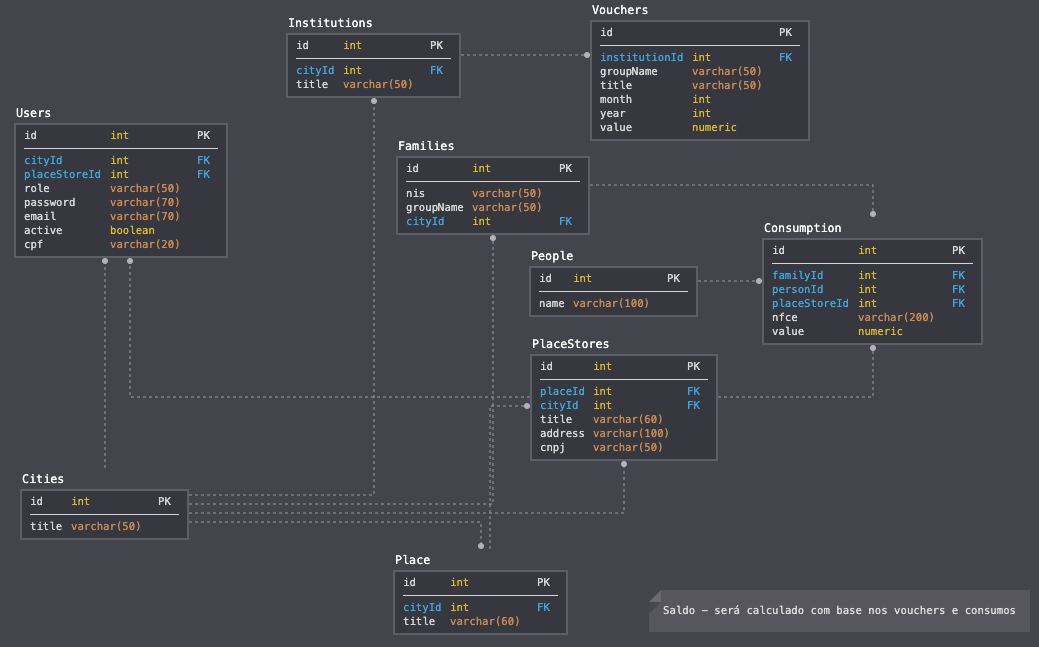 Institutions
id int PK
cityId int FK
title varchar(50)
Vouchers
id PK
institutionId int FK
groupName varchar(50)
title varchar(50)
month int
year int
value numeric
Users
id int PK
cityId int FK
placeStoreId int FK
role varchar(50)
password varchar(70)
email varchar(70)
active boolean
cpf varchar(20)
Families
id int PK
nis varchar(50)
groupName varchar(50)
cityId int FK
Consumption
id int PK
familyId int FK
personId int FK
placeStoreId int FK
nfce varchar(200)
value numeric
People
id int PK
name varchar(100)
PlaceStores
id int PK
placeId int FK
cityId int FK
title varchar(60)
address varchar(100)
cnpj varchar(50)
Cities
id int PK
title varchar(50)
Place
id int PK
cityId int FK
title varchar(60)
Saldo – será calculado com base nos vouchers e consumos